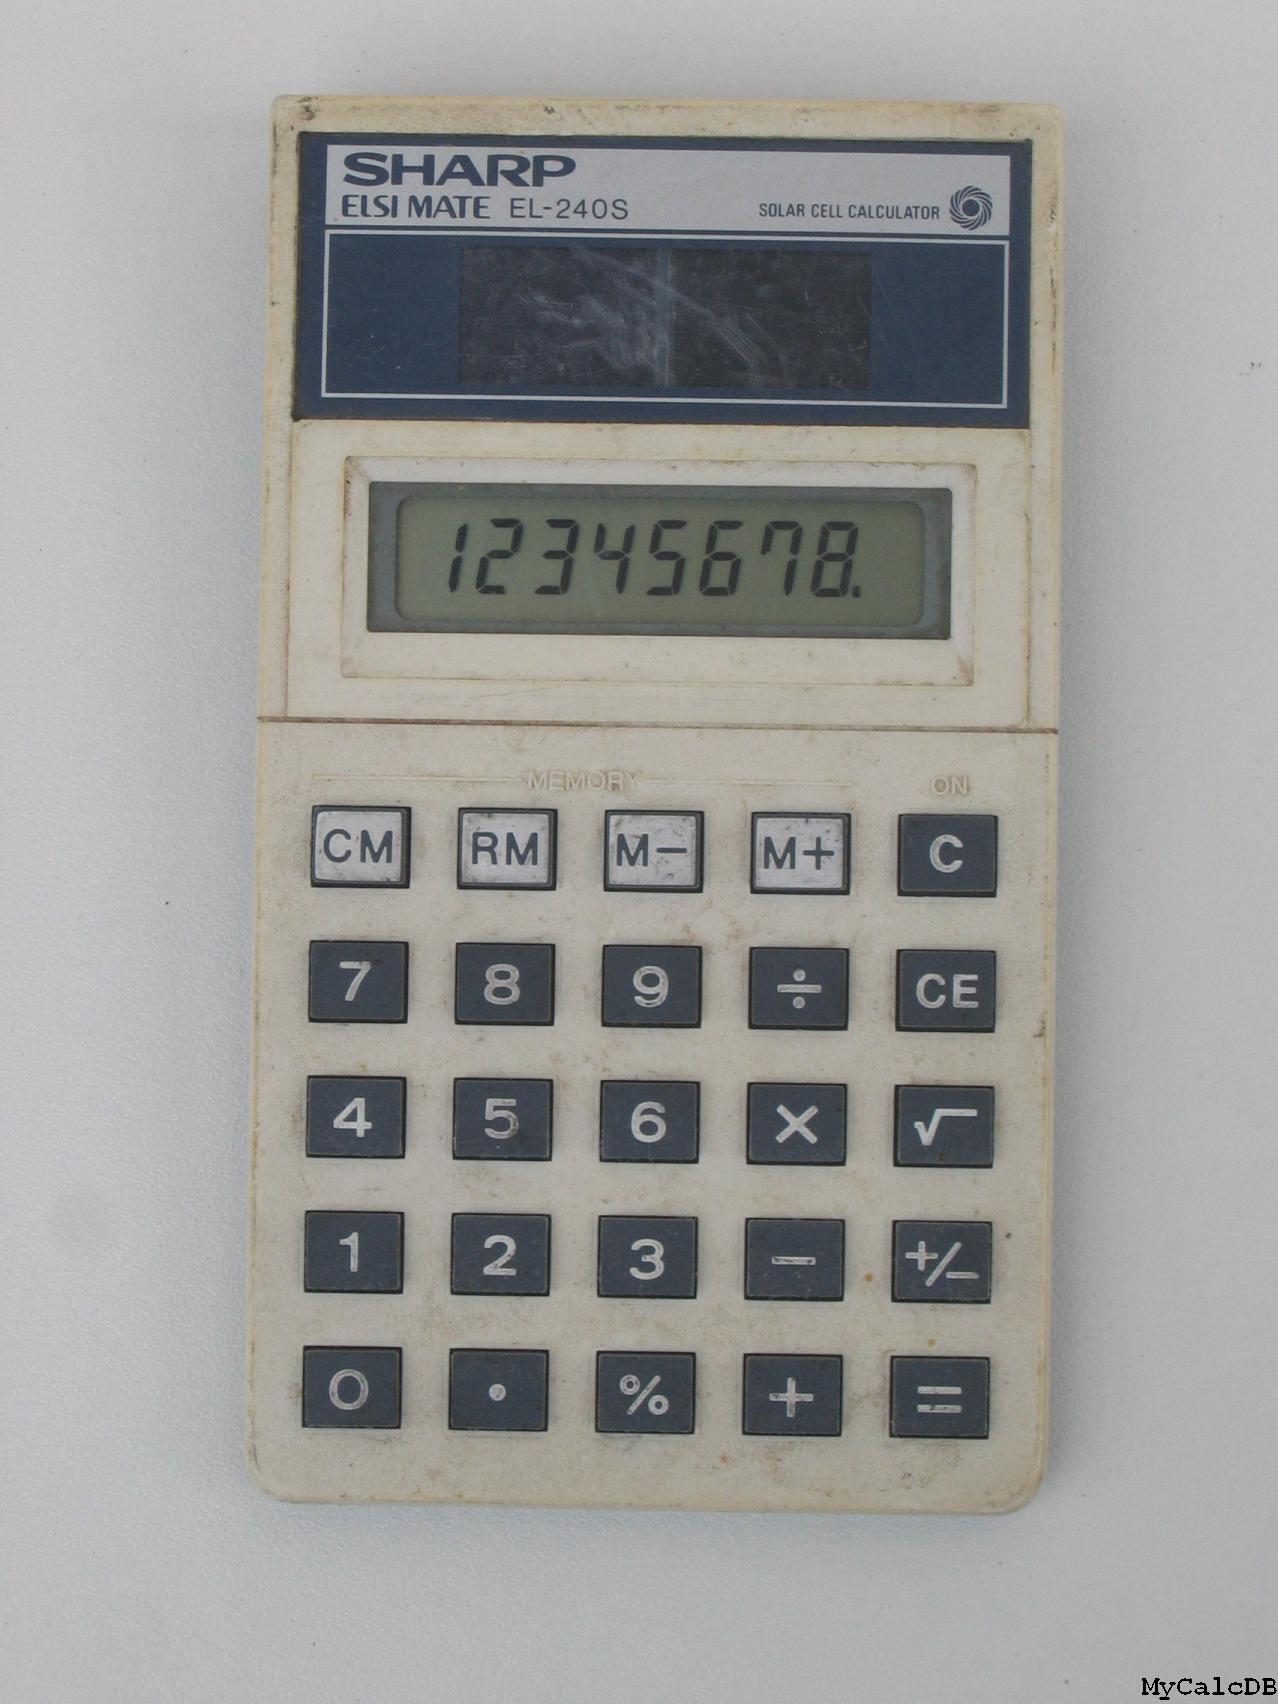 SHARP
ELSI MATE EL-240S
SOLAR CELL CALCULATOR
12345678.
MEMORY ON
CM RM M− M+ C
7 8 9 ÷ CE
4 5 6 × √
1 2 3 − +/−
0 • % + =
MyCalcDB